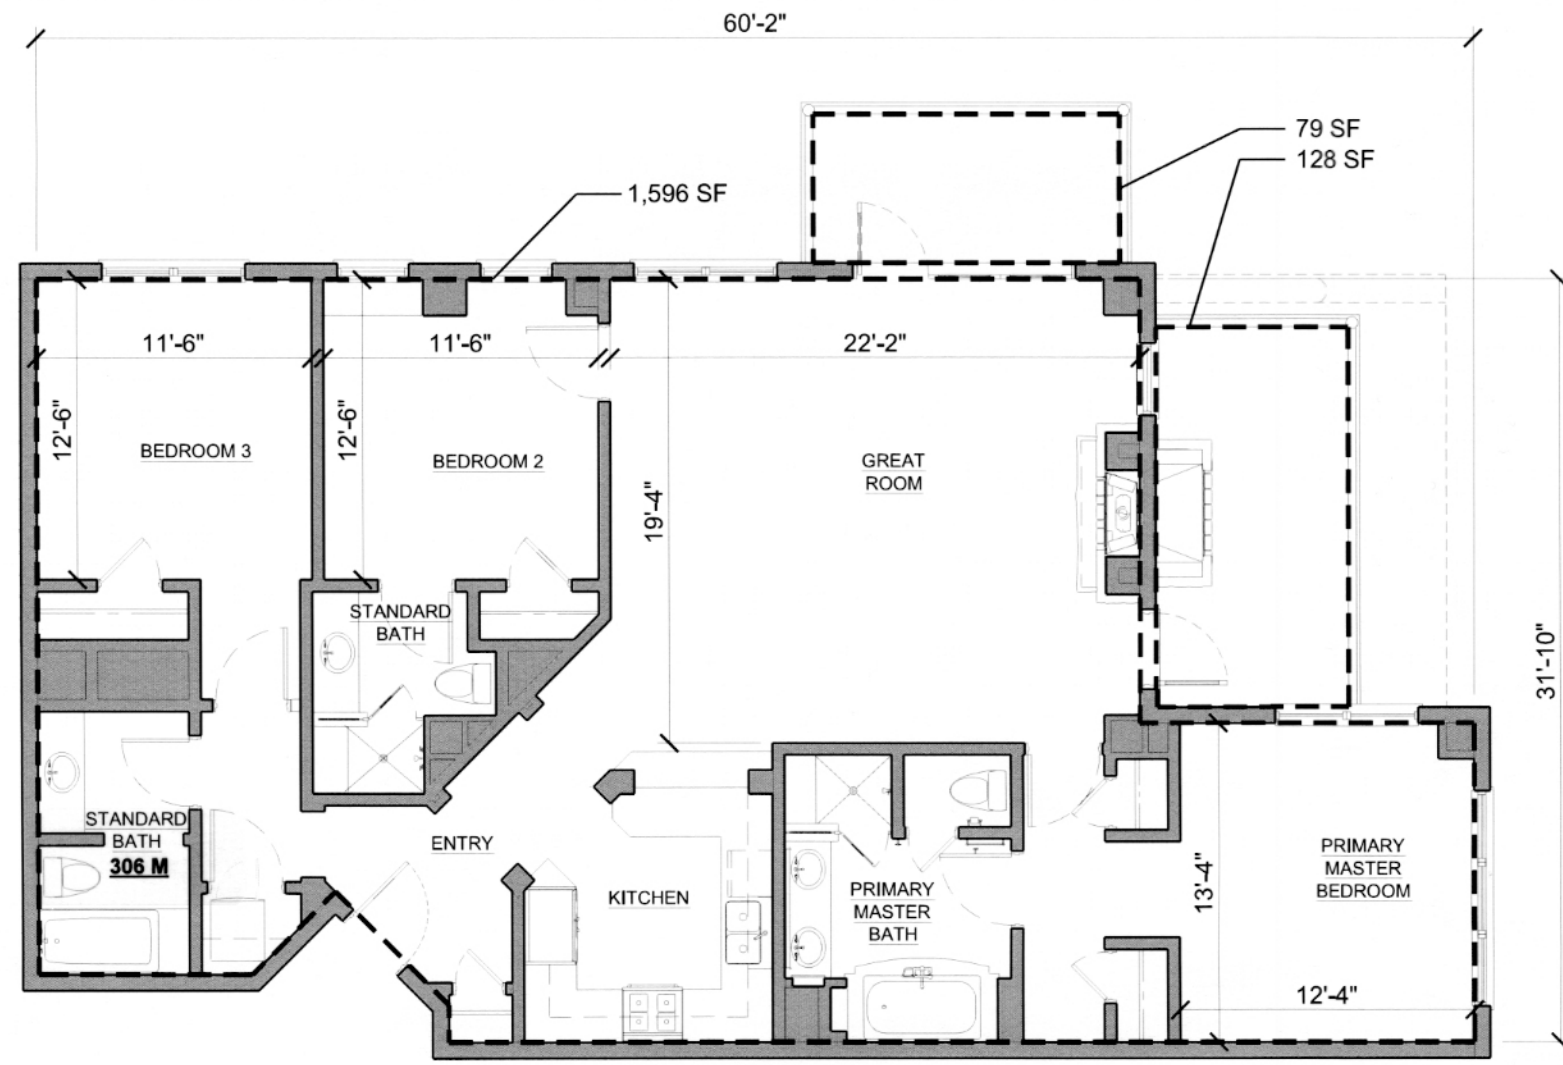 60'-2"
79 SF
128 SF
1,596 SF
11'-6"
11'-6"
22'-2"
12'-6"
12'-6"
BEDROOM 3
BEDROOM 2
GREAT
ROOM
19'-4"
STANDARD
BATH
31'-10"
STANDARD
BATH
306 M
ENTRY
KITCHEN
PRIMARY
MASTER
BATH
13'-4"
PRIMARY
MASTER
BEDROOM
12'-4"